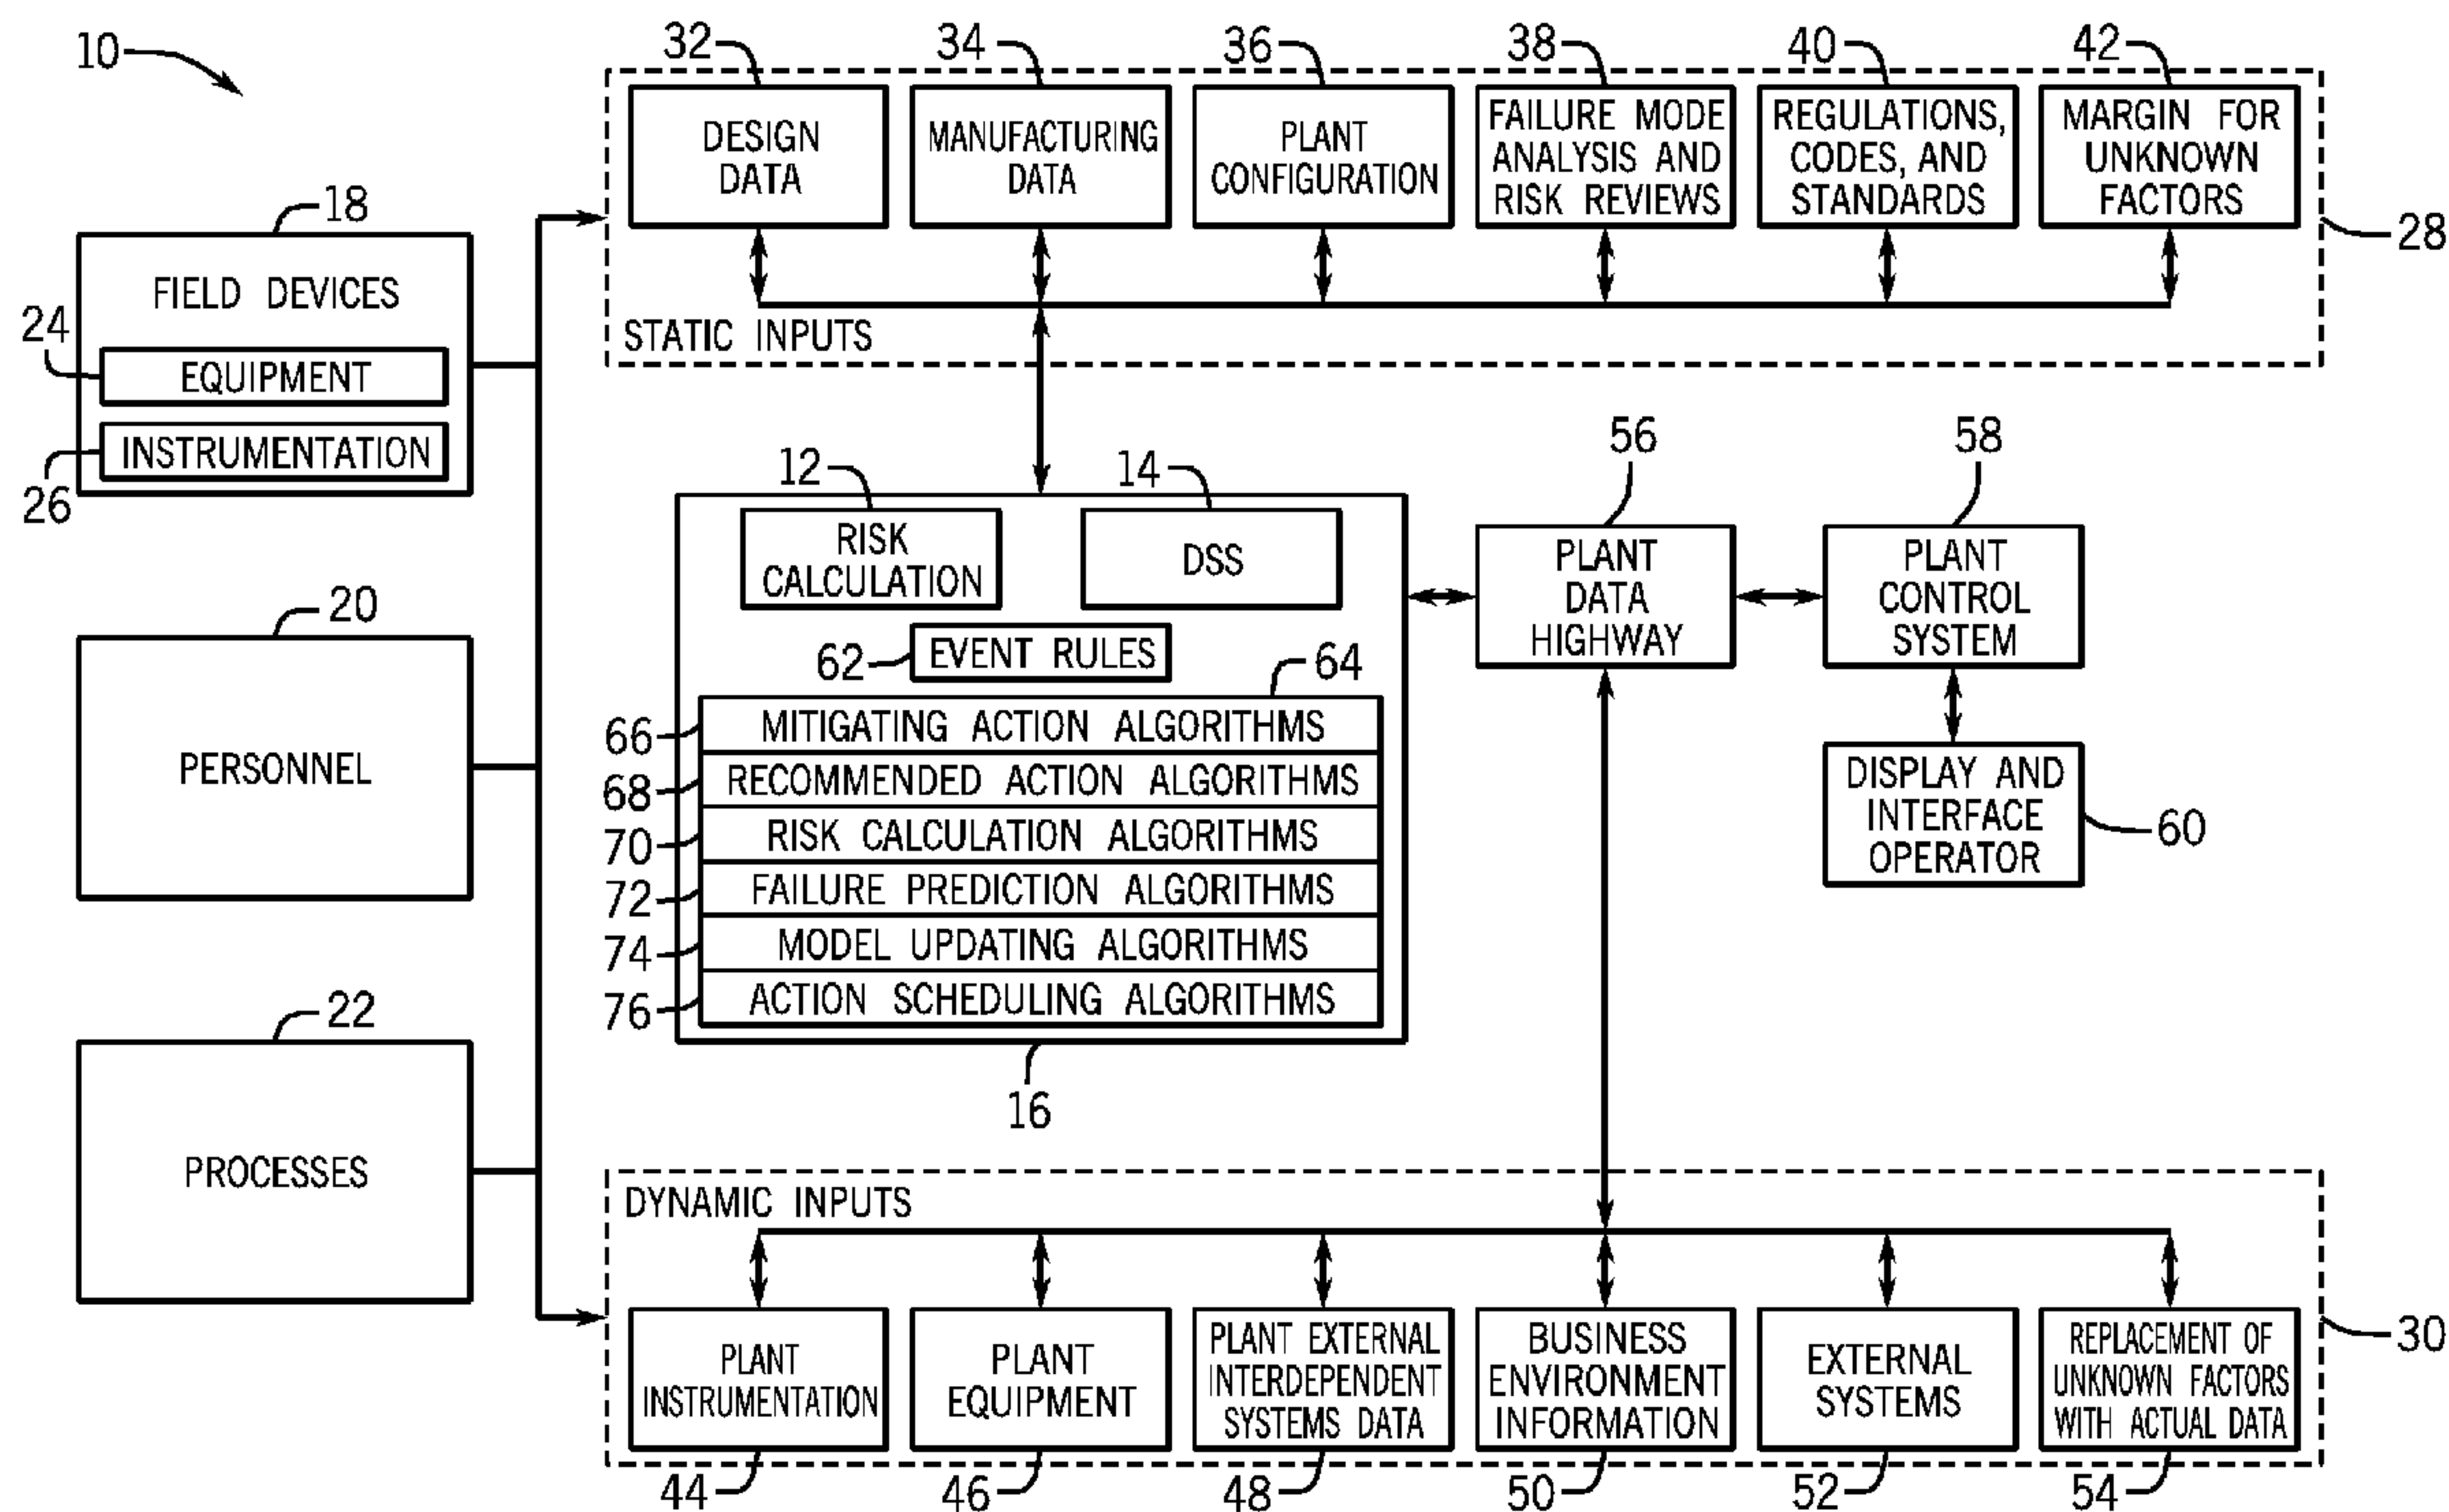 10
32
34
36
38
40
42
DESIGN
DATA
MANUFACTURING
DATA
PLANT
CONFIGURATION
FAILURE MODE
ANALYSIS AND
RISK REVIEWS
REGULATIONS,
CODES, AND
STANDARDS
MARGIN FOR
UNKNOWN
FACTORS
28
STATIC INPUTS
18
FIELD DEVICES
24
EQUIPMENT
INSTRUMENTATION
26
20
PERSONNEL
22
PROCESSES
12
14
RISK
CALCULATION
DSS
62
EVENT RULES
64
66
MITIGATING ACTION ALGORITHMS
68
RECOMMENDED ACTION ALGORITHMS
70
RISK CALCULATION ALGORITHMS
72
FAILURE PREDICTION ALGORITHMS
74
MODEL UPDATING ALGORITHMS
76
ACTION SCHEDULING ALGORITHMS
16
56
PLANT
DATA
HIGHWAY
58
PLANT
CONTROL
SYSTEM
DISPLAY AND
INTERFACE
OPERATOR
60
DYNAMIC INPUTS
30
PLANT
INSTRUMENTATION
PLANT
EQUIPMENT
PLANT EXTERNAL
INTERDEPENDENT
SYSTEMS DATA
BUSINESS
ENVIRONMENT
INFORMATION
EXTERNAL
SYSTEMS
REPLACEMENT OF
UNKNOWN FACTORS
WITH ACTUAL DATA
44
46
48
50
52
54